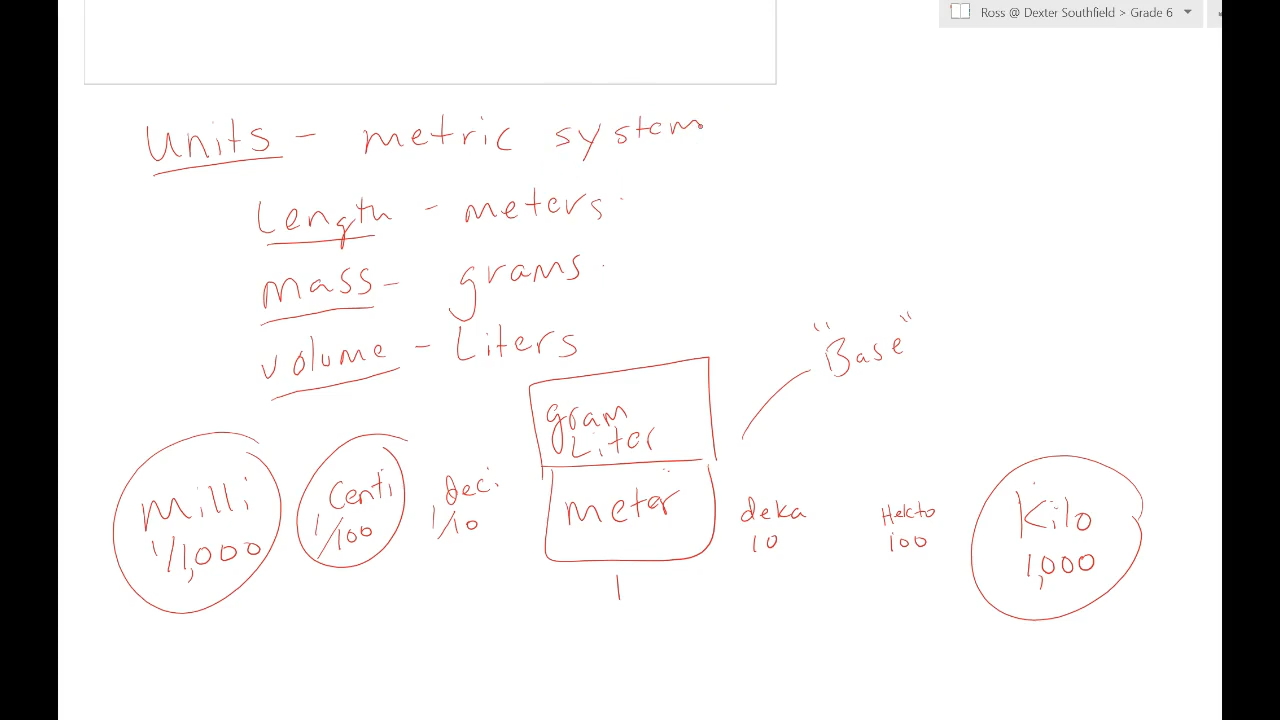 Ross @ Dexter Southfield > Grade 6
Units - metric system
Length - meters
mass - grams
volume - Liters
"Base"
gram
Liter
Milli centi deci meter deka Hekto Kilo
1/1,000 1/100 1/10 1 10 100 1,000